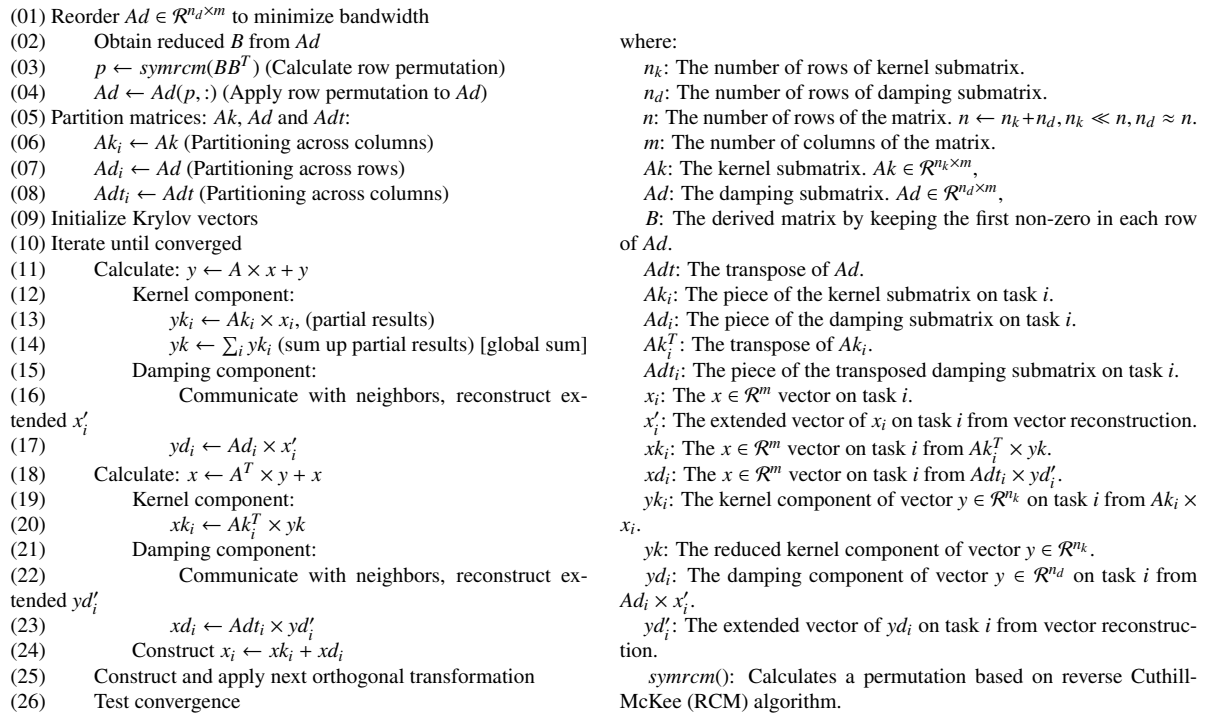 (01) Reorder Ad ∈ 𝓡^{n_d×m} to minimize bandwidth
(02) Obtain reduced B from Ad
(03) p ← symrcm(BB^T) (Calculate row permutation)
(04) Ad ← Ad(p,:) (Apply row permutation to Ad)
(05) Partition matrices: Ak, Ad and Adt:
(06) Ak_i ← Ak (Partitioning across columns)
(07) Ad_i ← Ad (Partitioning across rows)
(08) Adt_i ← Adt (Partitioning across columns)
(09) Initialize Krylov vectors
(10) Iterate until converged
(11) Calculate: y ← A × x + y
(12) Kernel component:
(13) yk_i ← Ak_i × x_i, (partial results)
(14) yk ← ∑_i yk_i (sum up partial results) [global sum]
(15) Damping component:
(16) Communicate with neighbors, reconstruct ex-
tended x′_i
(17) yd_i ← Ad_i × x′_i
(18) Calculate: x ← A^T × y + x
(19) Kernel component:
(20) xk_i ← Ak_i^T × yk
(21) Damping component:
(22) Communicate with neighbors, reconstruct ex-
tended yd′_i
(23) xd_i ← Adt_i × yd′_i
(24) Construct x_i ← xk_i + xd_i
(25) Construct and apply next orthogonal transformation
(26) Test convergence
where:
n_k: The number of rows of kernel submatrix.
n_d: The number of rows of damping submatrix.
n: The number of rows of the matrix. n ← n_k+n_d, n_k ≪ n, n_d ≈ n.
m: The number of columns of the matrix.
Ak: The kernel submatrix. Ak ∈ 𝓡^{n_k×m},
Ad: The damping submatrix. Ad ∈ 𝓡^{n_d×m},
B: The derived matrix by keeping the first non-zero in each row
of Ad.
Adt: The transpose of Ad.
Ak_i: The piece of the kernel submatrix on task i.
Ad_i: The piece of the damping submatrix on task i.
Ak_i^T: The transpose of Ak_i.
Adt_i: The piece of the transposed damping submatrix on task i.
x_i: The x ∈ 𝓡^m vector on task i.
x′_i: The extended vector of x_i on task i from vector reconstruction.
xk_i: The x ∈ 𝓡^m vector on task i from Ak_i^T × yk.
xd_i: The x ∈ 𝓡^m vector on task i from Adt_i × yd′_i.
yk_i: The kernel component of vector y ∈ 𝓡^{n_k} on task i from Ak_i ×
x_i.
yk: The reduced kernel component of vector y ∈ 𝓡^{n_k}.
yd_i: The damping component of vector y ∈ 𝓡^{n_d} on task i from
Ad_i × x′_i.
yd′_i: The extended vector of yd_i on task i from vector reconstruc-
tion.
symrcm(): Calculates a permutation based on reverse Cuthill-
McKee (RCM) algorithm.